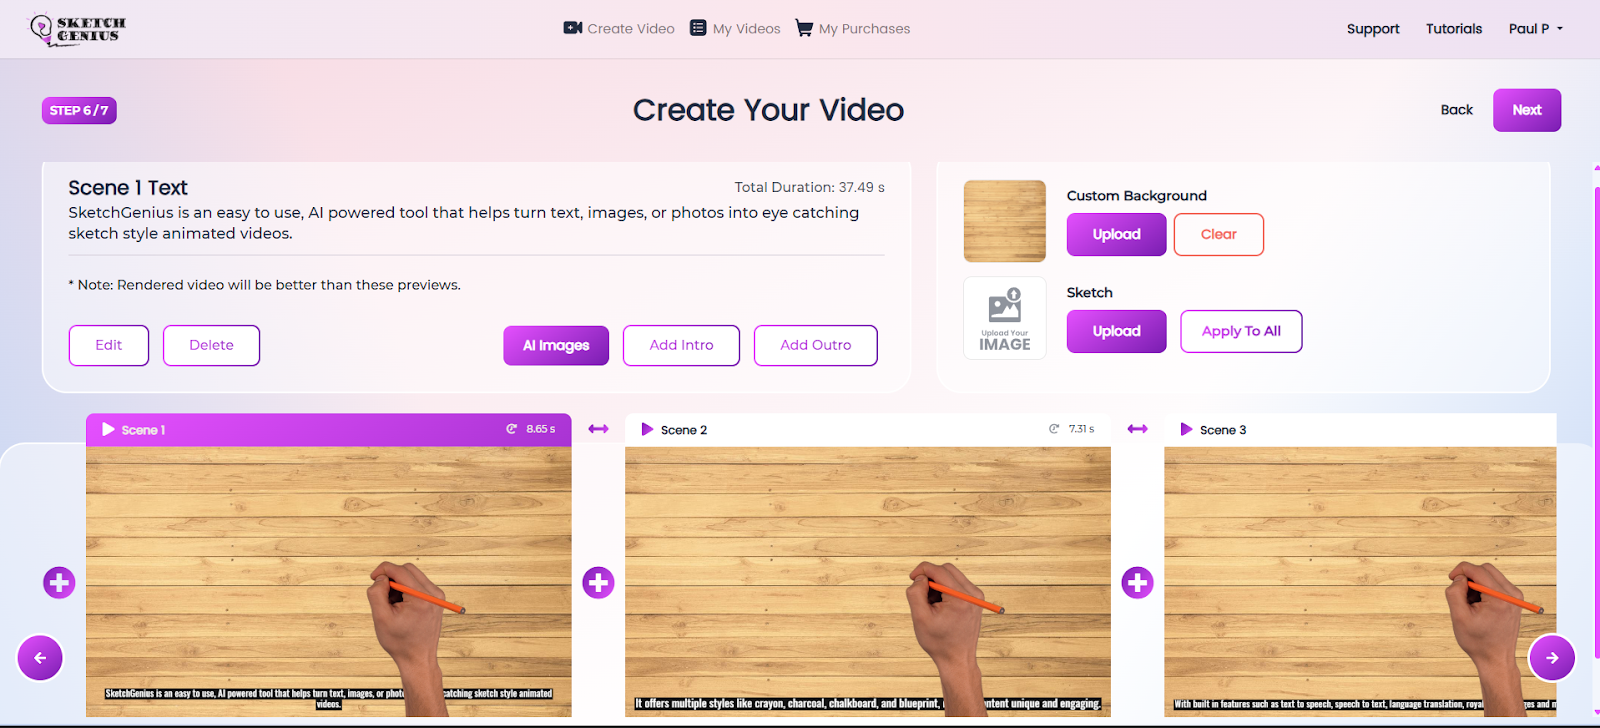 SKETCH
GENIUS
Create Video
My Videos
My Purchases
Support
Tutorials
Paul P
STEP 6 / 7
Create Your Video
Back
Next
Scene 1 Text
Total Duration: 37.49 s
SketchGenius is an easy to use, AI powered tool that helps turn text, images, or photos into eye catching
sketch style animated videos.
* Note: Rendered video will be better than these previews.
Edit
Delete
AI Images
Add Intro
Add Outro
Custom Background
Upload
Clear
Sketch
Upload Your
IMAGE
Upload
Apply To All
Scene 1
8.65 s
Scene 2
7.31 s
Scene 3
SketchGenius is an easy to use, AI powered tool that helps turn text, images, or catching sketch style animated
videos.
It offers multiple styles like crayon, charcoal, chalkboard, and blueprint, unique and engaging.
With built in features such as text to speech, speech to text, language translation,